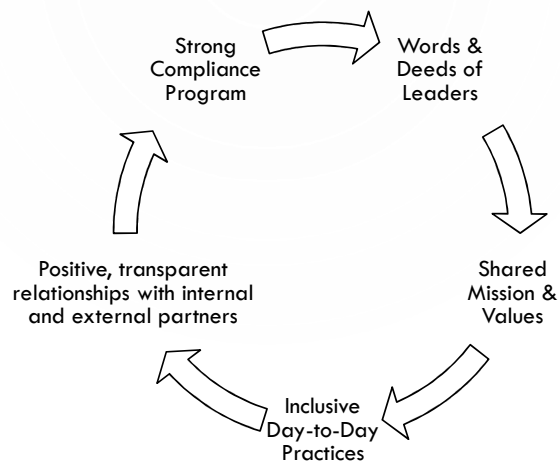 Strong
Compliance
Program
Words &
Deeds of
Leaders
Shared
Mission &
Values
Inclusive
Day-to-Day
Practices
Positive, transparent
relationships with internal
and external partners